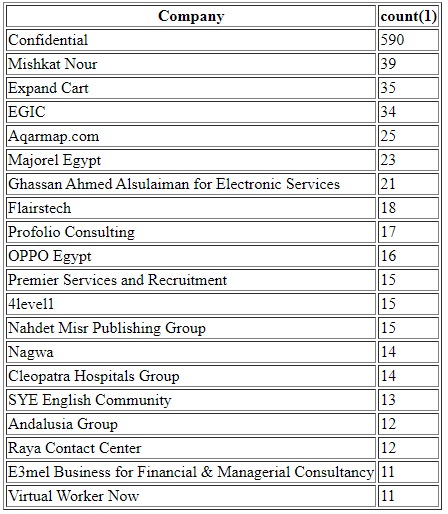 Company count(1)
Confidential 590
Mishkat Nour 39
Expand Cart 35
EGIC 34
Aqarmap.com 25
Majorel Egypt 23
Ghassan Ahmed Alsulaiman for Electronic Services 21
Flairstech 18
Profolio Consulting 17
OPPO Egypt 16
Premier Services and Recruitment 15
4level1 15
Nahdet Misr Publishing Group 15
Nagwa 14
Cleopatra Hospitals Group 14
SYE English Community 13
Andalusia Group 12
Raya Contact Center 12
E3mel Business for Financial & Managerial Consultancy 11
Virtual Worker Now 11